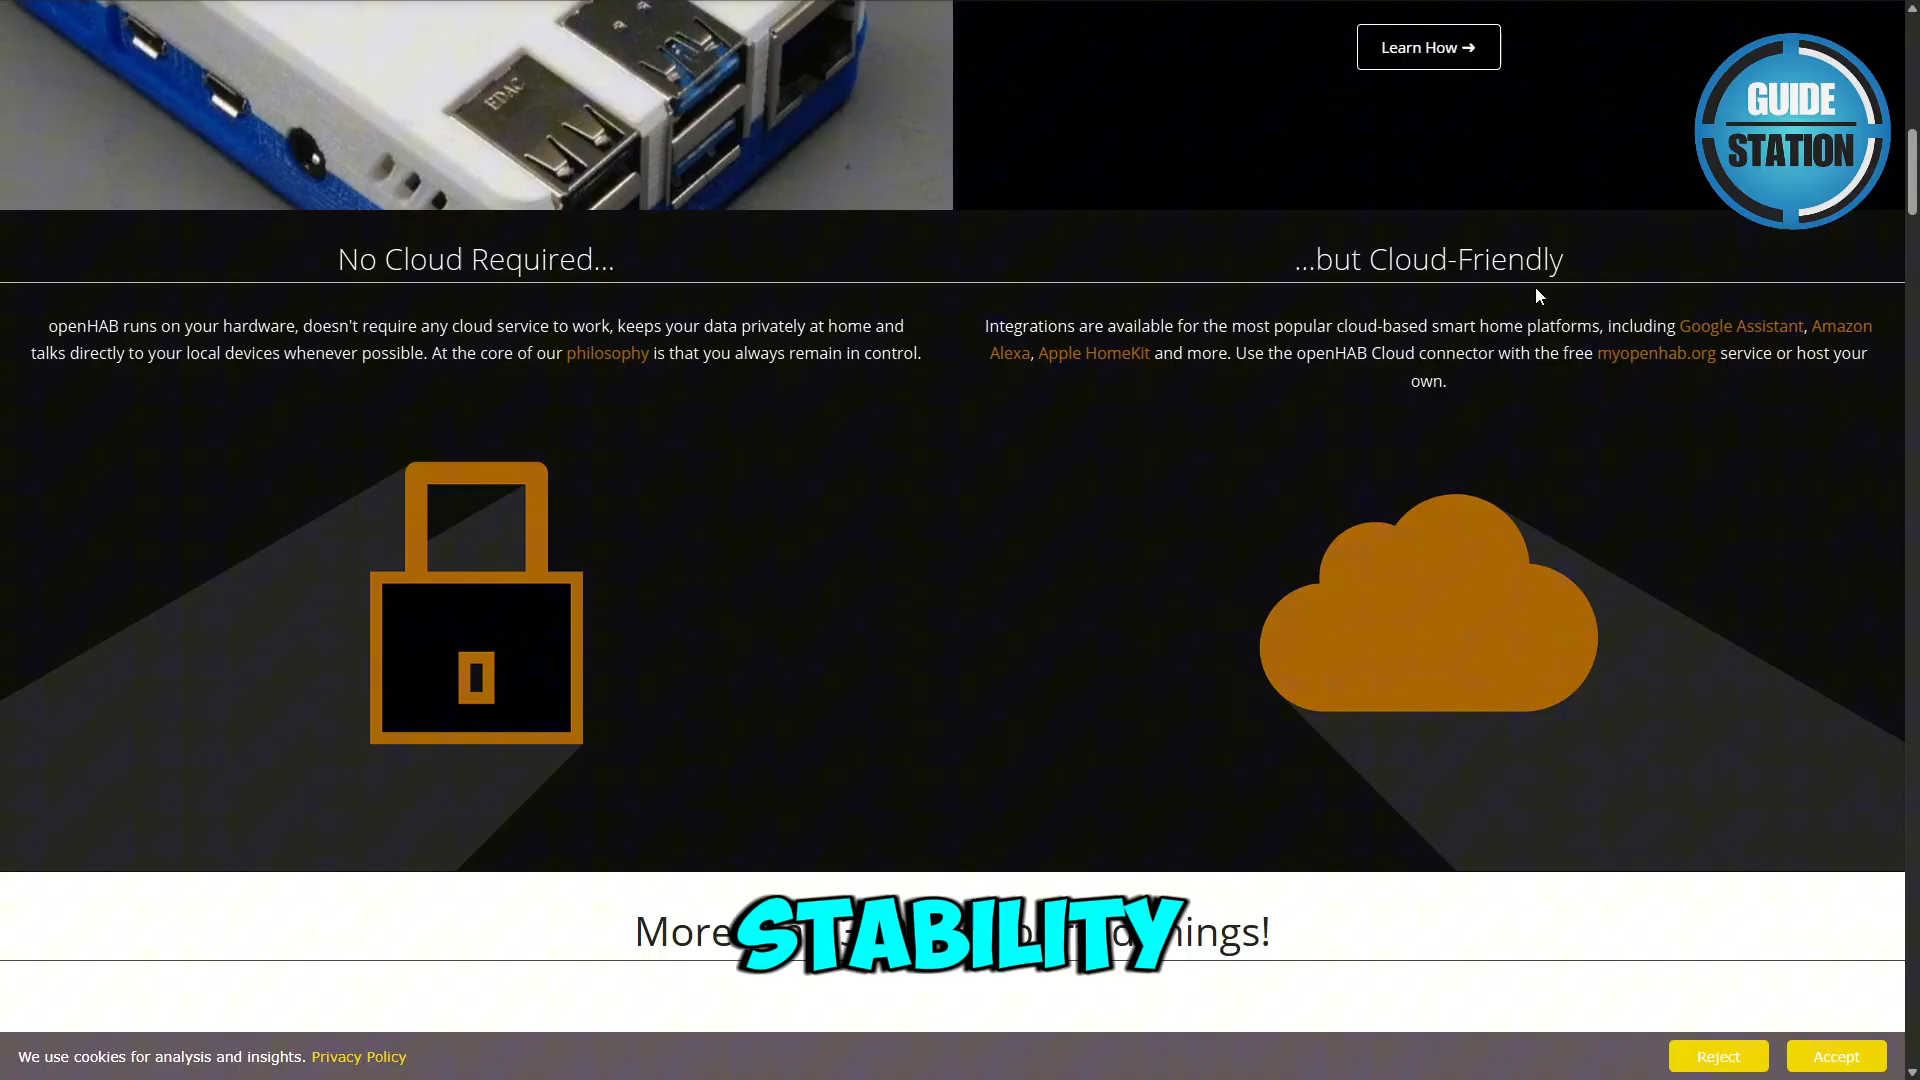 EDAC
Learn How →
GUIDE
STATION
No Cloud Required...
openHAB runs on your hardware, doesn't require any cloud service to work, keeps your data privately at home and
talks directly to your local devices whenever possible. At the core of our philosophy is that you always remain in control.
...but Cloud-Friendly
Integrations are available for the most popular cloud-based smart home platforms, including Google Assistant, Amazon
Alexa, Apple HomeKit and more. Use the openHAB Cloud connector with the free myopenhab.org service or host your
own.
More
STABILITY
We use cookies for analysis and insights. Privacy Policy
Reject
Accept